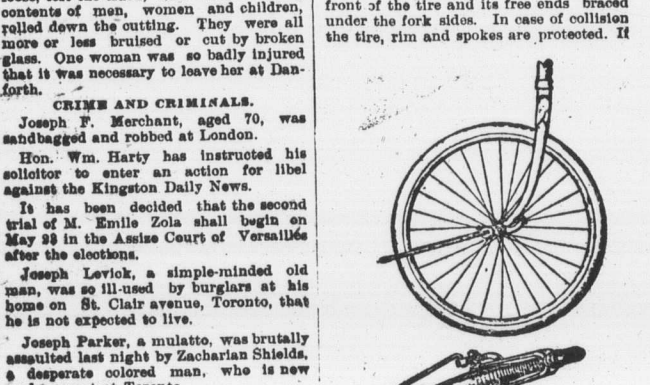 contents of men, women and children,
rolled down the cutting. They were all
more or less bruised or cut by broken
glass. One woman was so badly injured
that it was necessary to leave her at Dan-
forth.
CRIME AND CRIMINALS.
Joseph F. Merchant, aged 70, was
sandbagged and robbed at London.
Hon. Wm. Harty has instructed his
solicitor to enter an action for libel
against the Kingston Daily News.
It has been decided that the second
trial of M. Emile Zola shall begin on
May 23 in the Assize Court of Versailles
after the elections.
Joseph Levick, a simple-minded old
man, was so ill-used by burglars at his
home on St. Clair avenue, Toronto, that
he is not expected to live.
Joseph Parker, a mulatto, was brutally
assaulted last night by Zacharian Shields,
a desperate colored man, who is now
front of the tire and its free ends braced
under the fork sides. In case of collision
the tire, rim and spokes are protected. If